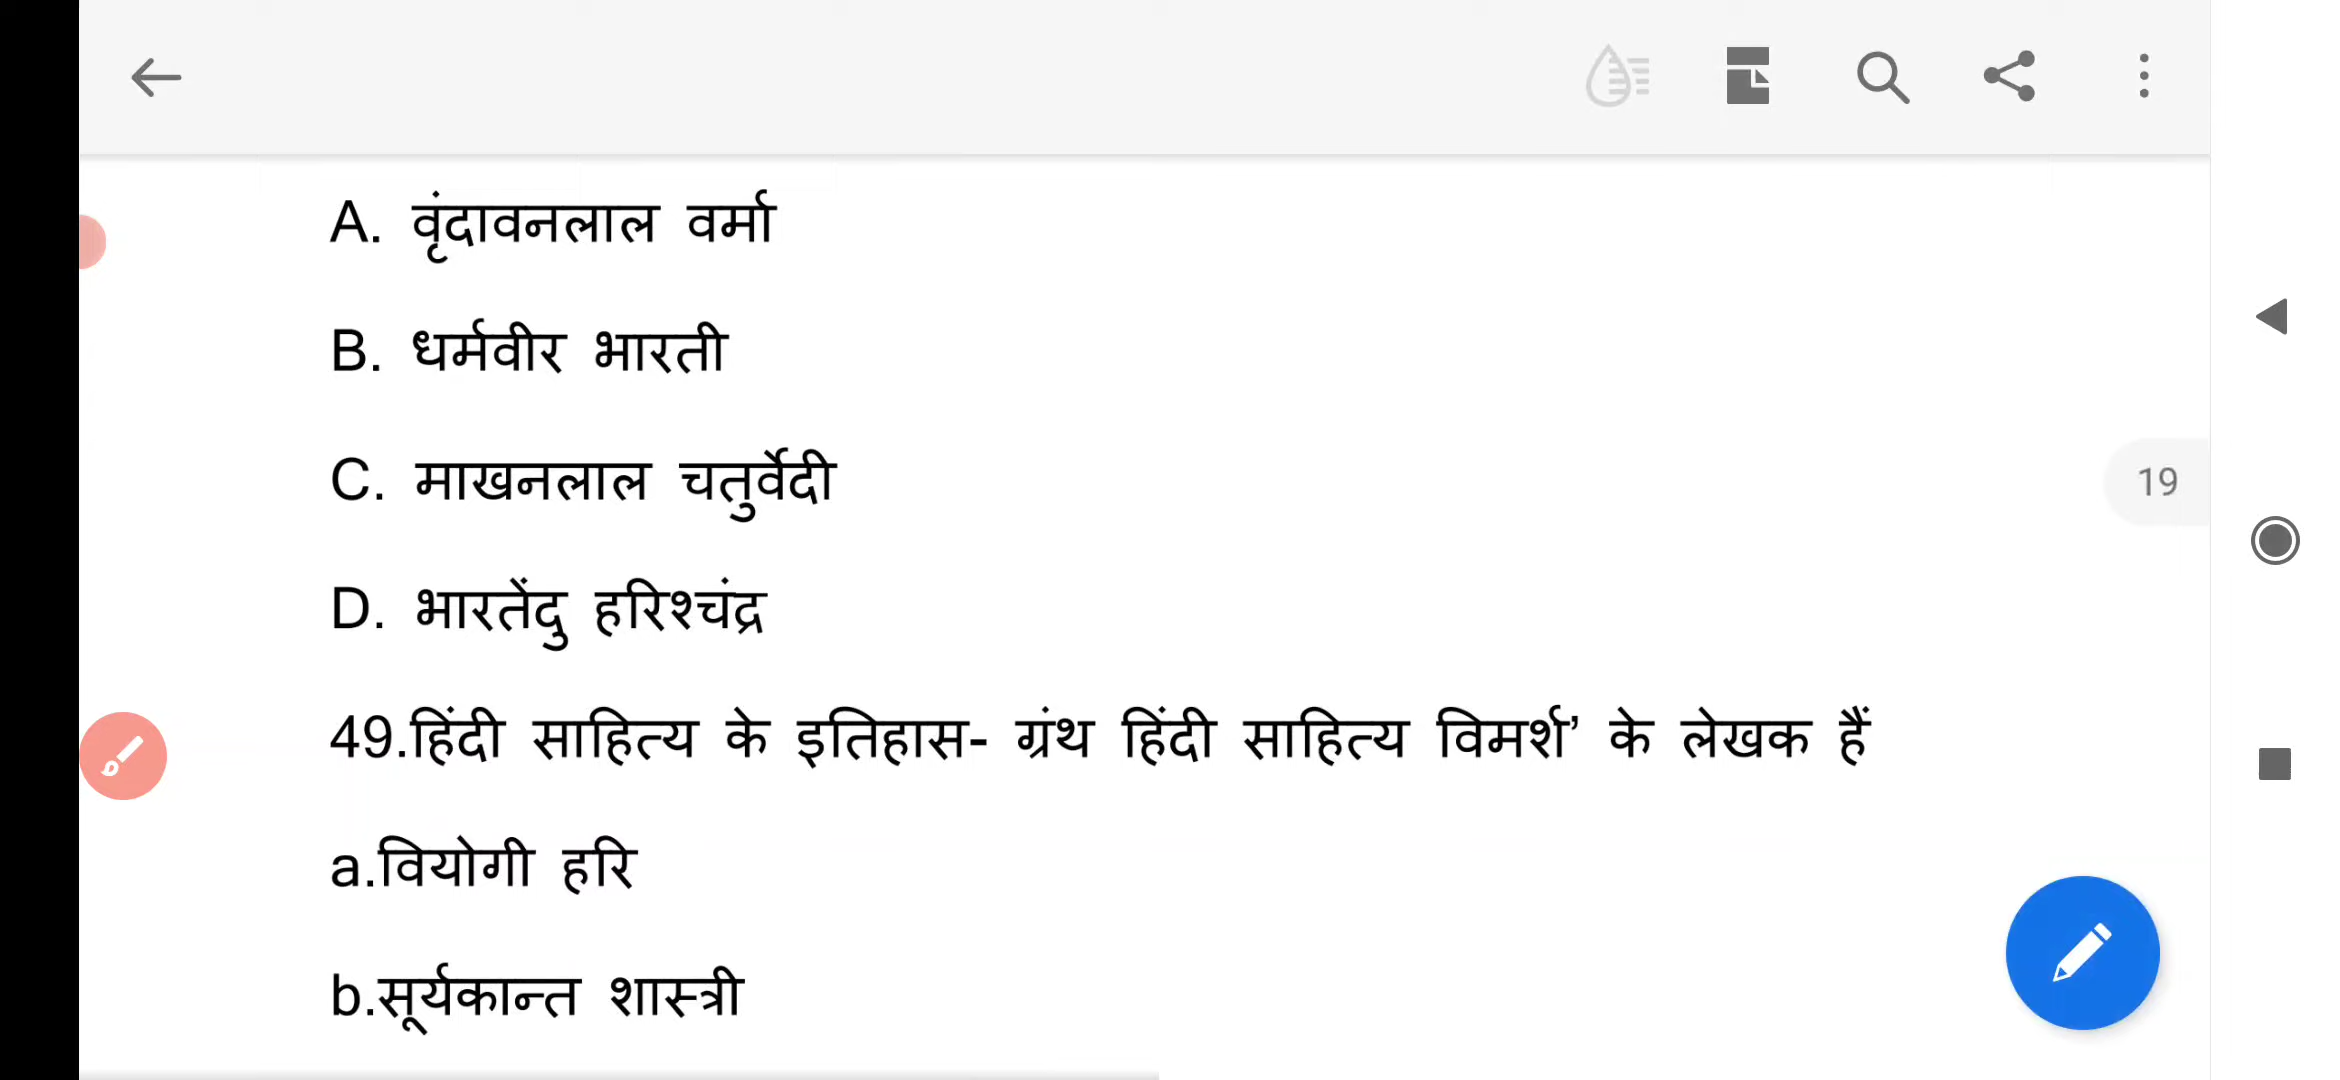 A. वृंदावनलाल वर्मा
B. धर्मवीर भारती
C. माखनलाल चतुर्वेदी
19
D. भारतेंदु हरिश्चंद्र
49.हिंदी साहित्य के इतिहास- ग्रंथ हिंदी साहित्य विमर्श’ के लेखक हैं
a.वियोगी हरि
b.सूर्यकान्त शास्त्री